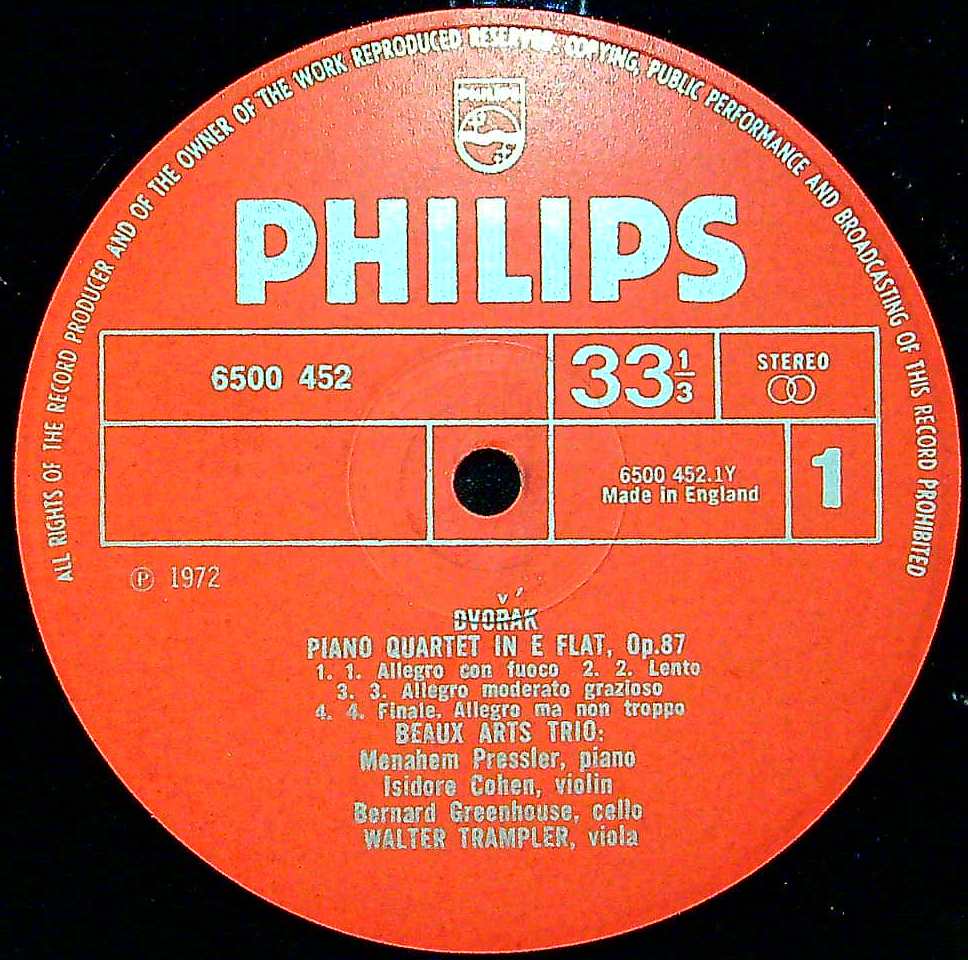 ALL RIGHTS OF THE RECORD PRODUCER AND OF THE OWNER OF THE WORK REPRODUCED RESERVED. COPYING, PUBLIC PERFORMANCE AND BROADCASTING OF THIS RECORD PROHIBITED
PHILIPS
PHILIPS
6500 452
33 1/3
STEREO
6500 452.1Y
Made in England
1
℗ 1972
DVOŘÁK
PIANO QUARTET IN E FLAT, Op.87
1. 1. Allegro con fuoco 2. 2. Lento
3. 3. Allegro moderato grazioso
4. 4. Finale. Allegro ma non troppo
BEAUX ARTS TRIO:
Menahem Pressler, piano
Isidore Cohen, violin
Bernard Greenhouse, cello
WALTER TRAMPLER, viola